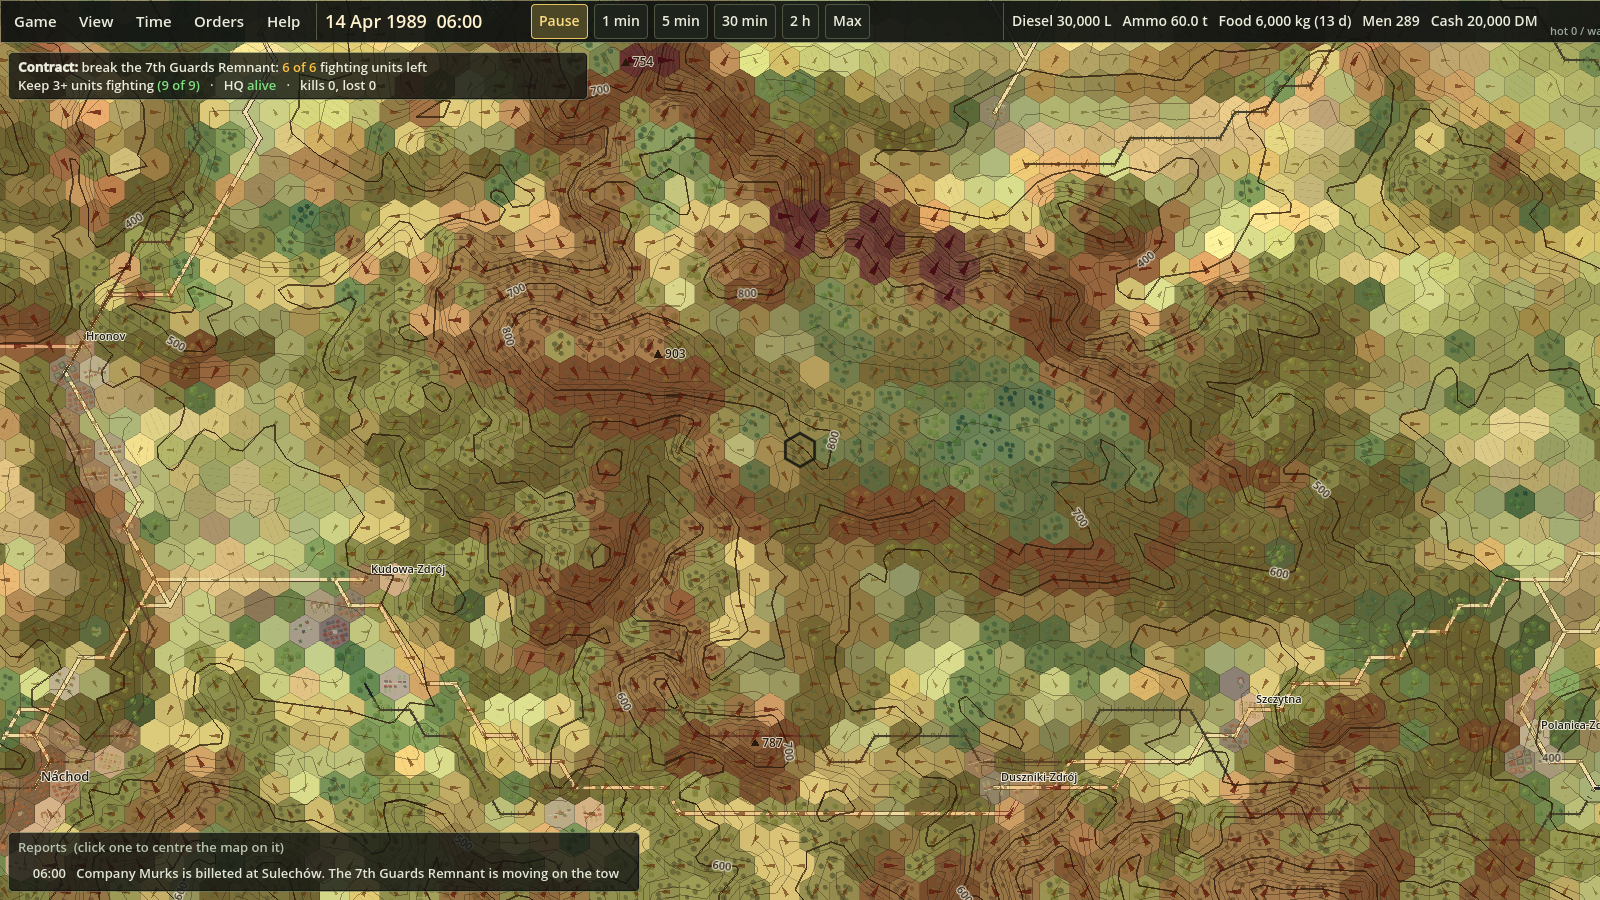 Game View Time Orders Help 14 Apr 1989 06:00 Pause 1 min 5 min 30 min 2 h Max Diesel 30,000 L Ammo 60.0 t Food 6,000 kg (13 d) Men 289 Cash 20,000 DM
hot 0 / wa
Contract: break the 7th Guards Remnant: 6 of 6 fighting units left
Keep 3+ units fighting (9 of 9) · HQ alive · kills 0, lost 0
754
700
400
400
700
800
Hronov
500
800
903
800
500
700
Kudowa-Zdrój
600
600
Szczytna
Polanica-Zd
787
700
400
Náchod
Duszniki-Zdrój
Reports (click one to centre the map on it)
06:00 Company Murks is billeted at Sulechów. The 7th Guards Remnant is moving on the tow
600
600